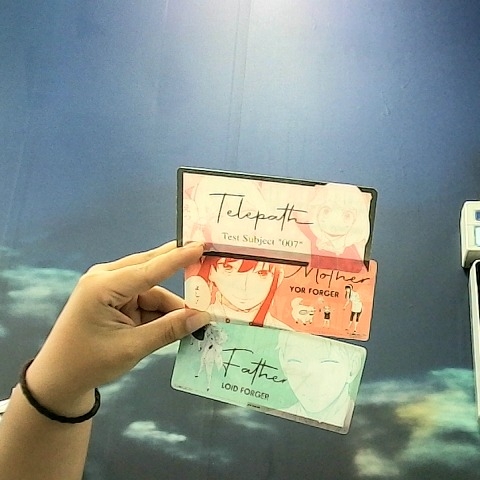 Telepath
Test Subject "007"
Mother
YOR FORGER
Father
LOID FORGER